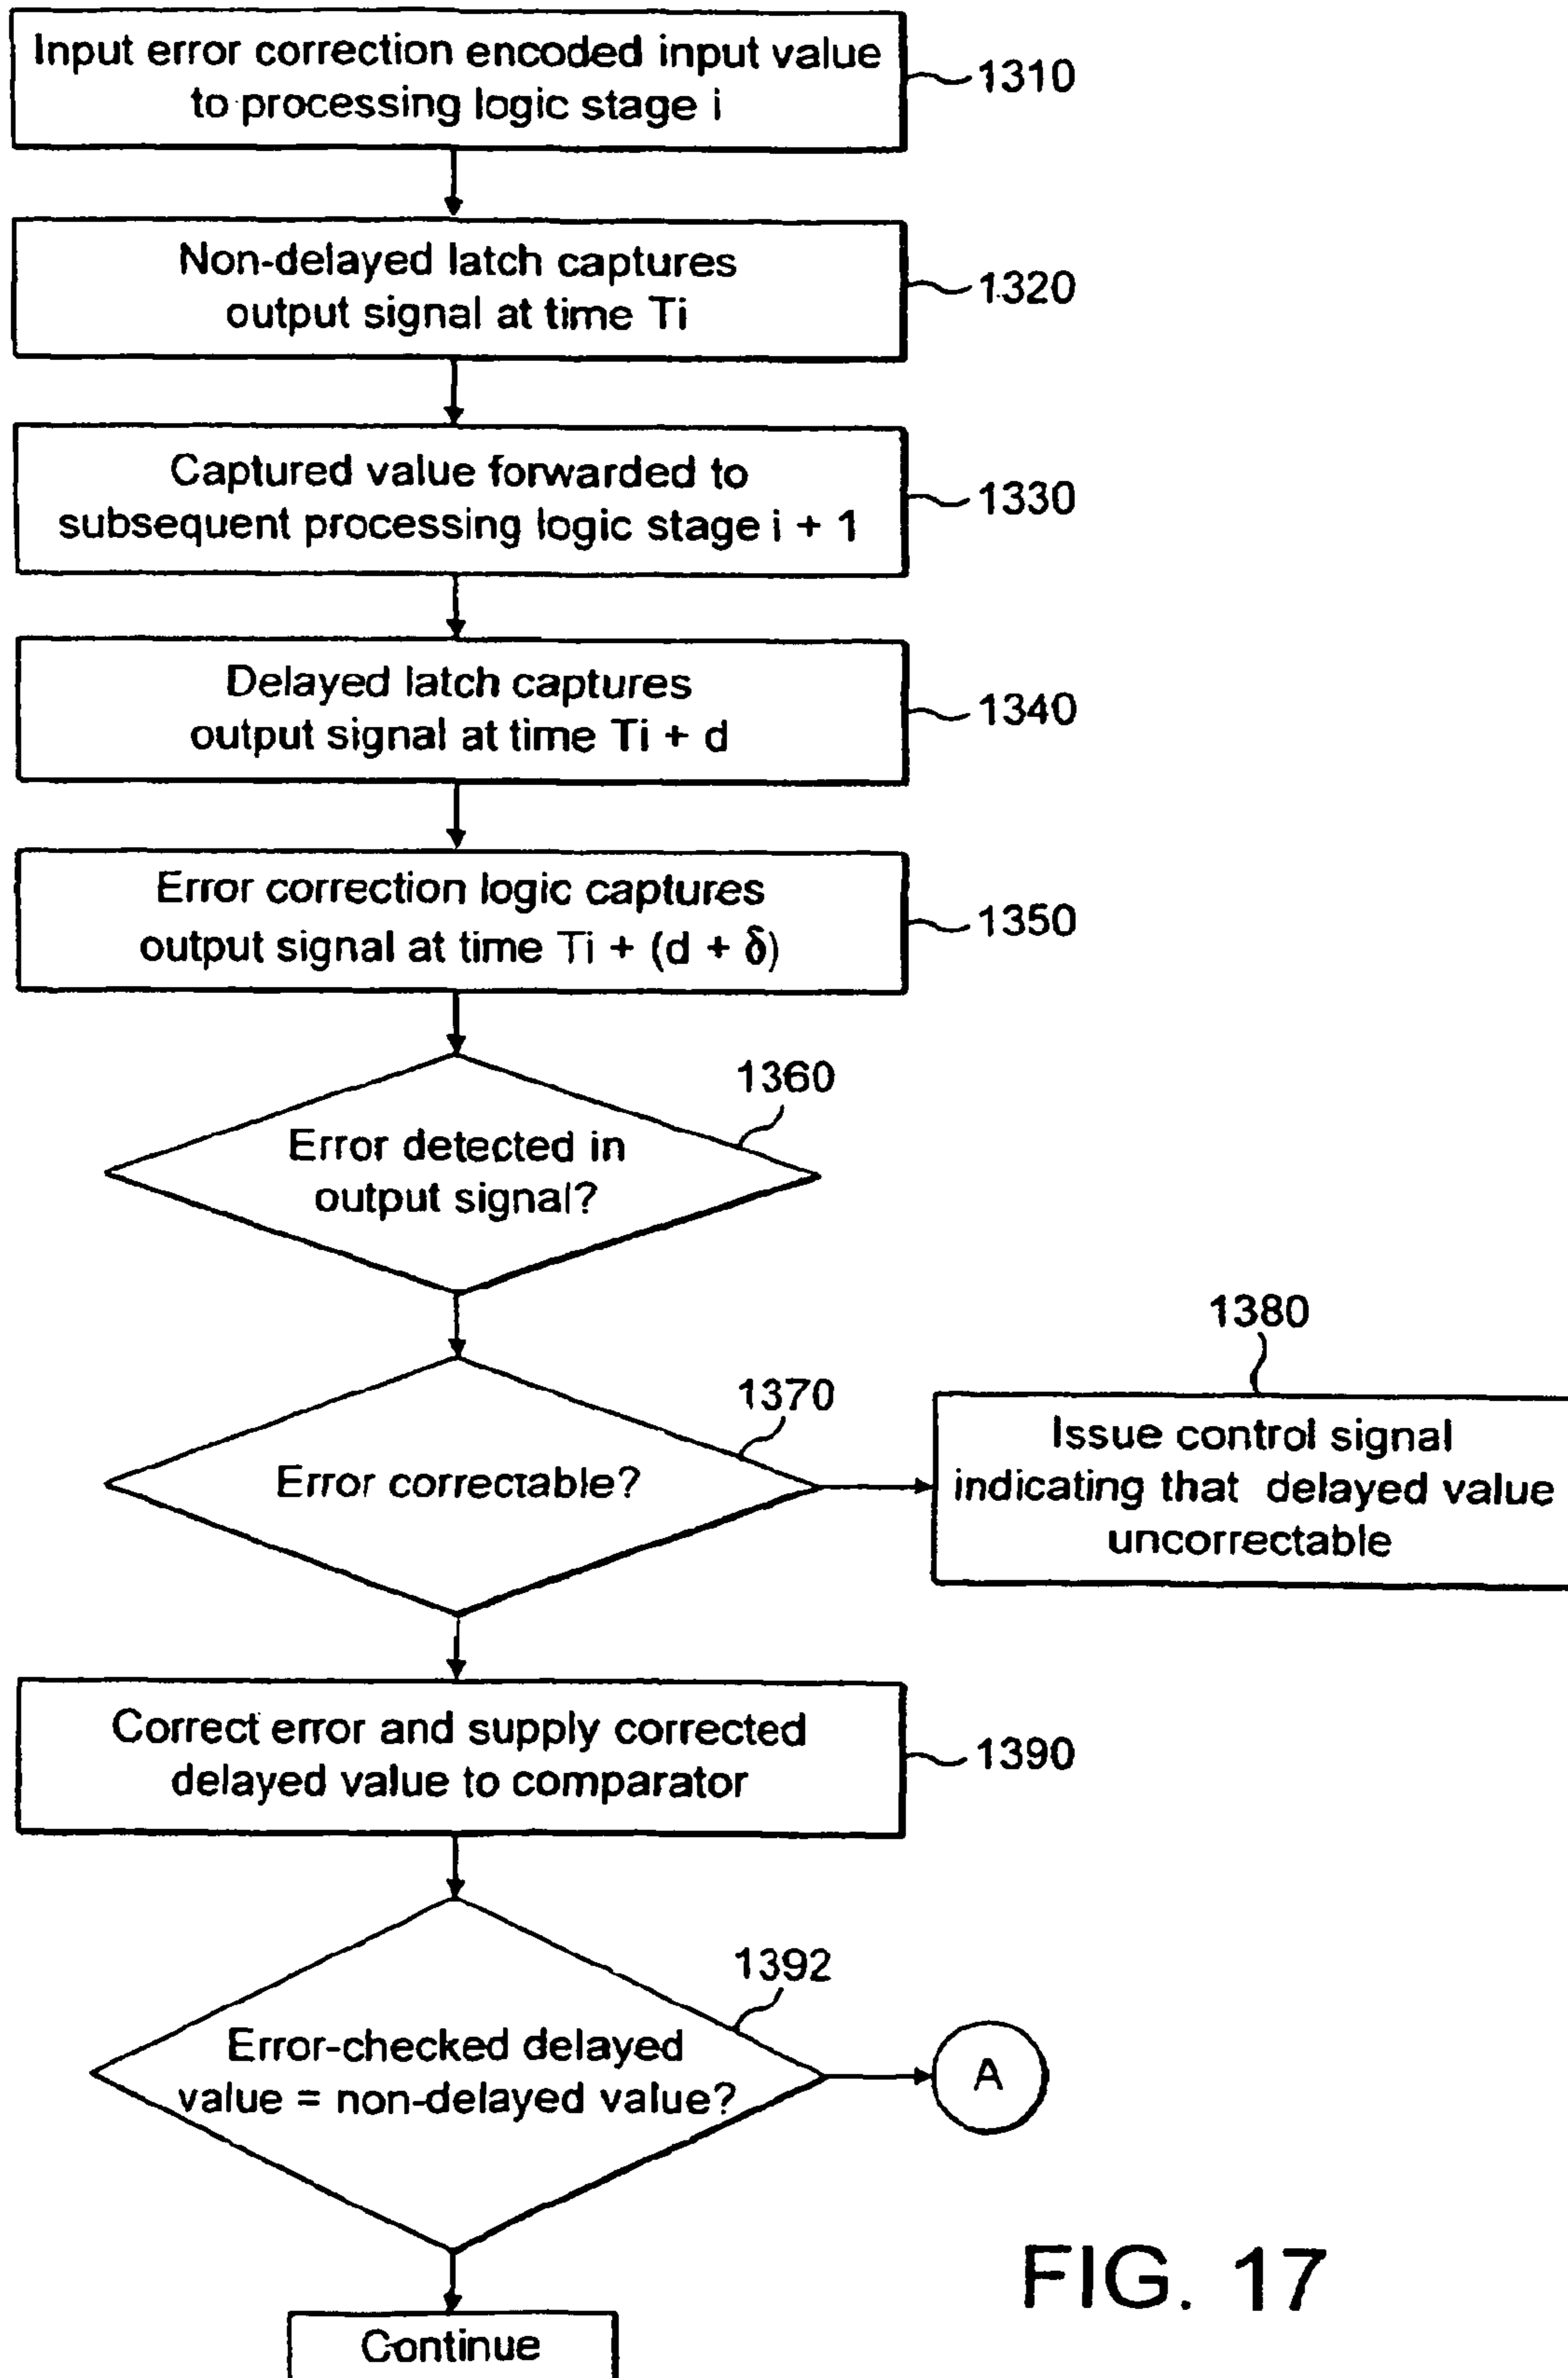 Input error correction encoded input value
to processing logic stage i
1310
Non-delayed latch captures
output signal at time Ti
1320
Captured value forwarded to
subsequent processing logic stage i + 1
1330
Delayed latch captures
output signal at time Ti + d
1340
Error correction logic captures
output signal at time Ti + (d + δ)
1350
1360
Error detected in
output signal?
1370
Error correctable?
1380
Issue control signal
indicating that delayed value
uncorrectable
Correct error and supply corrected
delayed value to comparator
1390
1392
Error-checked delayed
value = non-delayed value?
A
Continue
FIG. 17